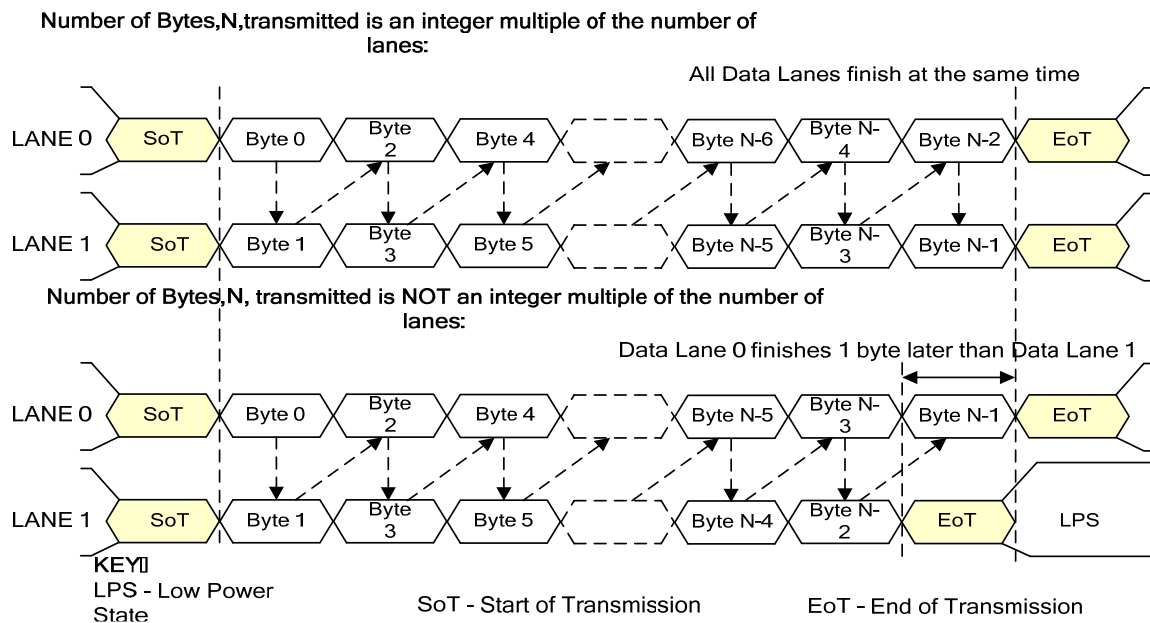 Number of Bytes,N,transmitted is an integer multiple of the number of
lanes:
All Data Lanes finish at the same time
LANE 0 SoT Byte 0 Byte 2 Byte 4 Byte N-6 Byte N-4 Byte N-2 EoT
LANE 1 SoT Byte 1 Byte 3 Byte 5 Byte N-5 Byte N-3 Byte N-1 EoT
Number of Bytes,N, transmitted is NOT an integer multiple of the number of
lanes:
Data Lane 0 finishes 1 byte later than Data Lane 1
LANE 0 SoT Byte 0 Byte 2 Byte 4 Byte N-5 Byte N-3 Byte N-1 EoT
LANE 1 SoT Byte 1 Byte 3 Byte 5 Byte N-4 Byte N-2 EoT LPS
KEY▯
LPS - Low Power
State
SoT - Start of Transmission EoT - End of Transmission